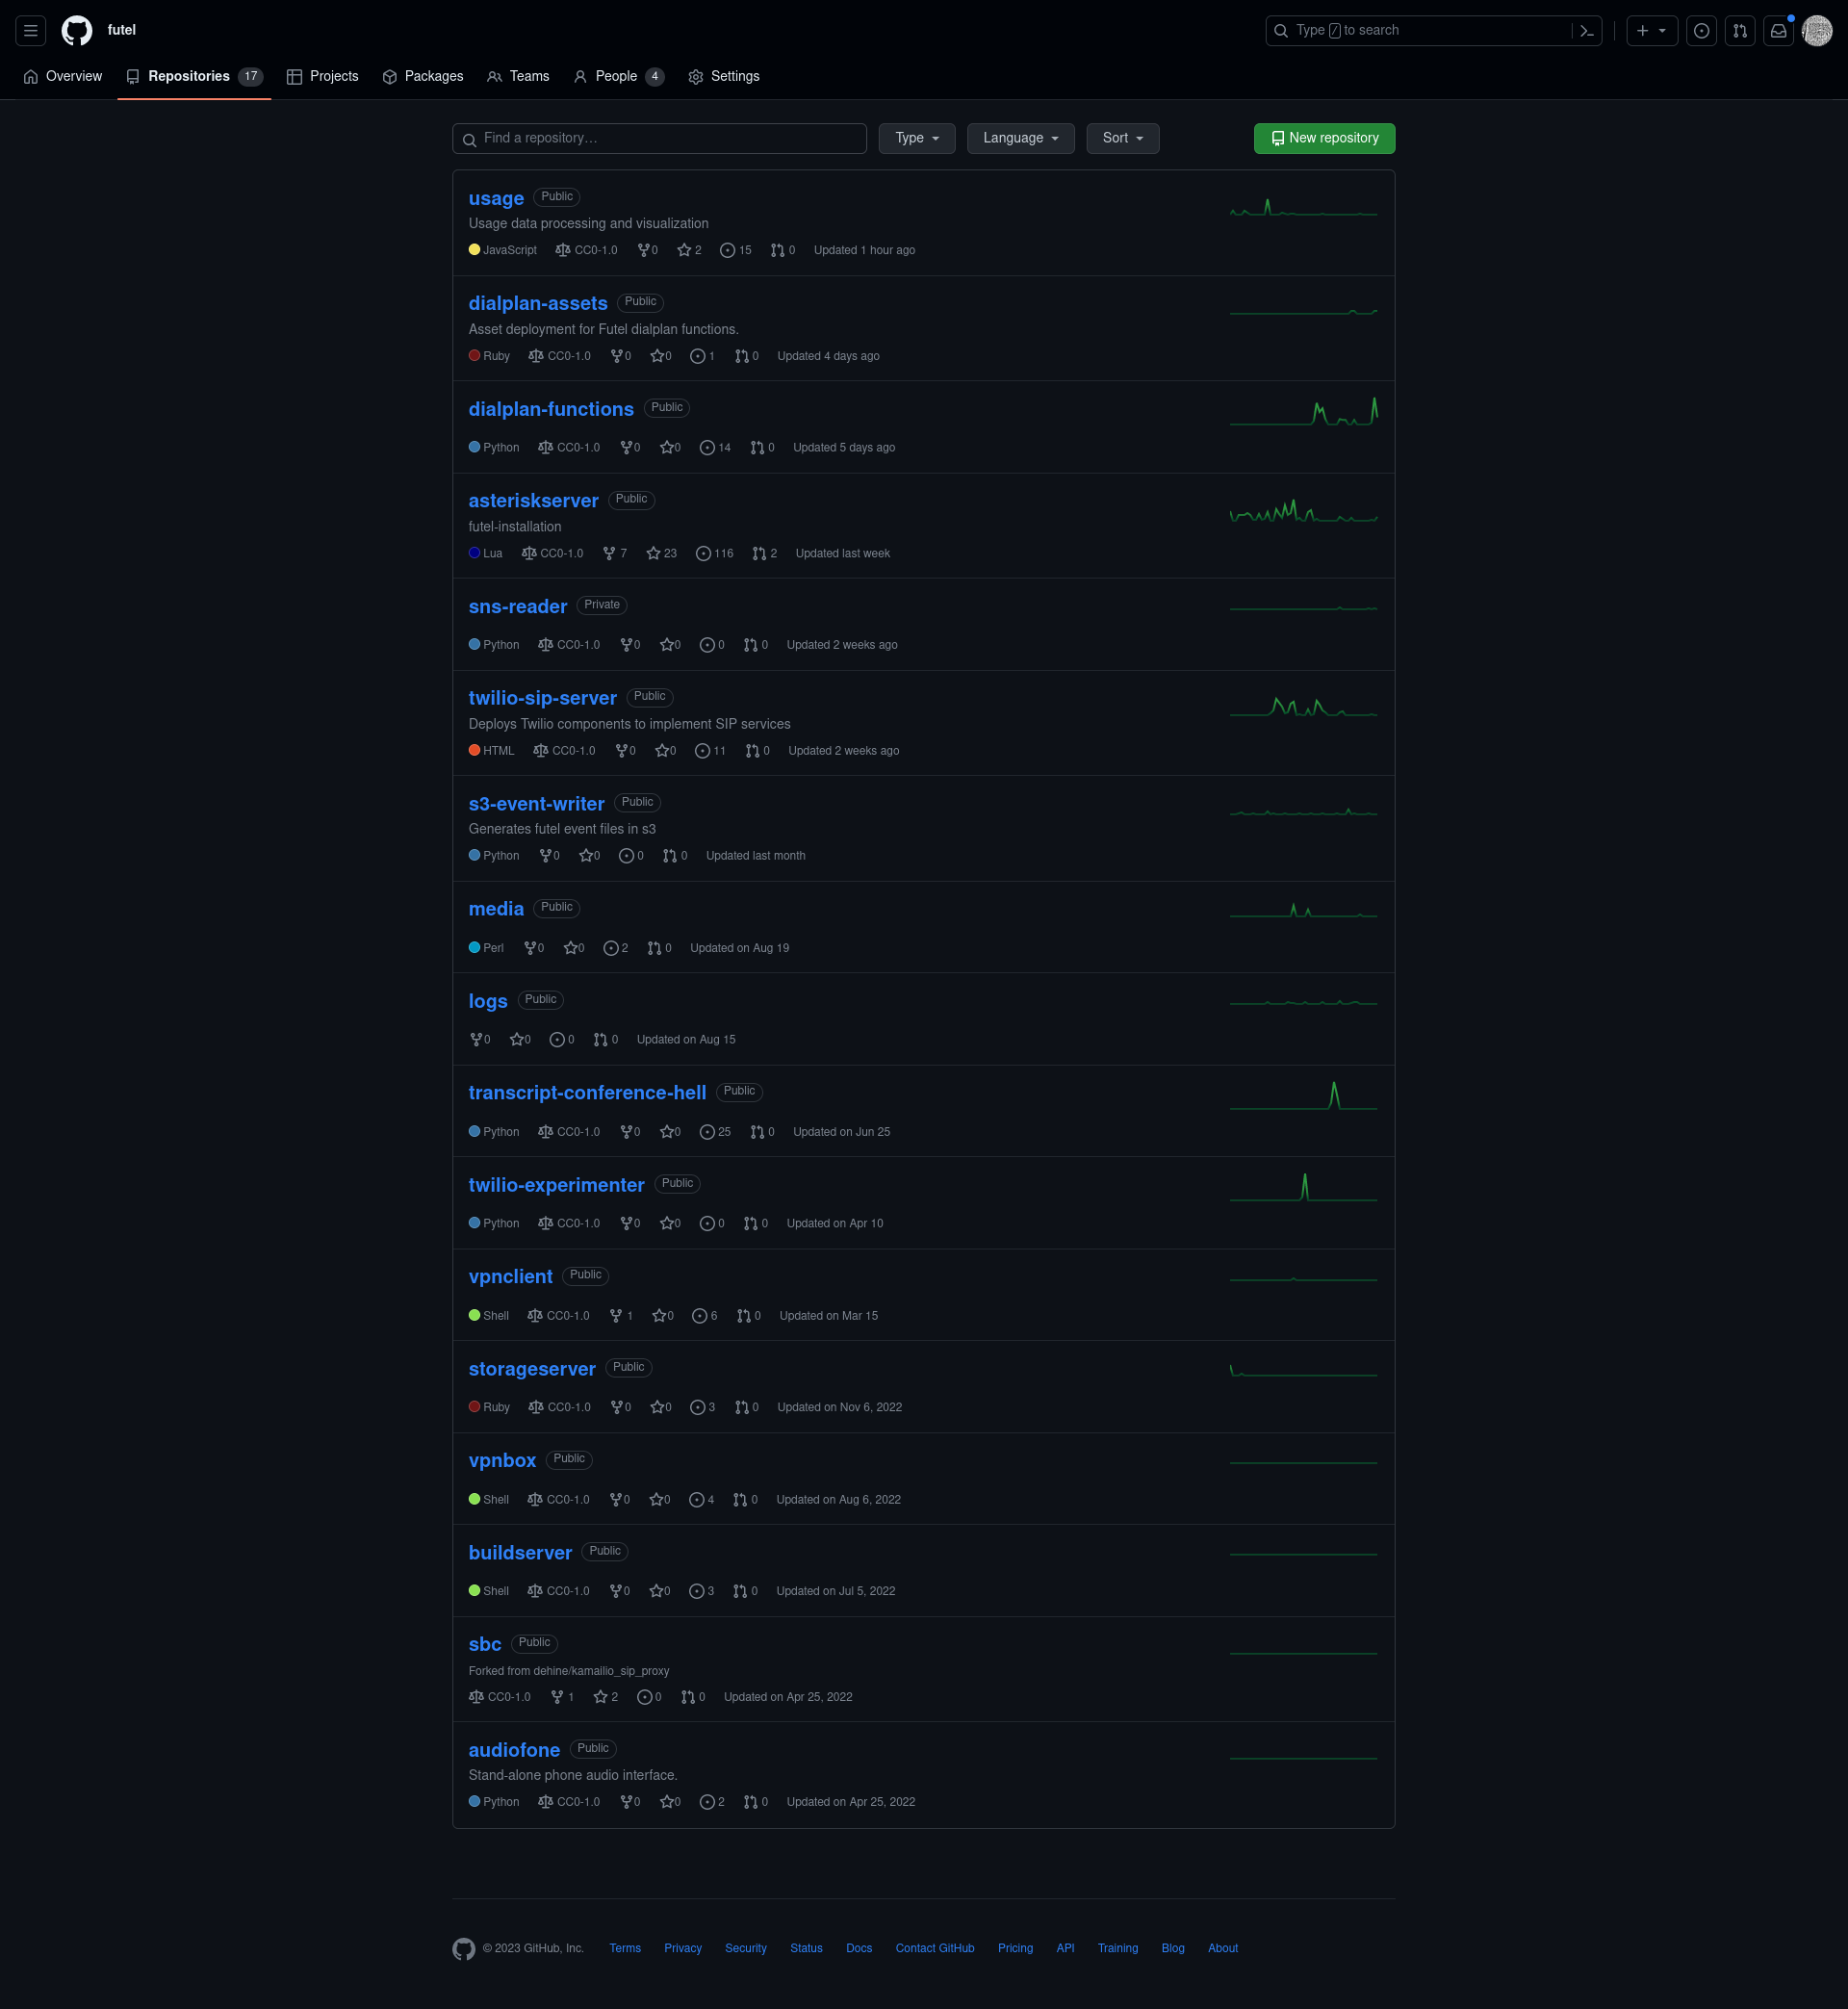 futel
Type / to search
Overview Repositories 17 Projects Packages Teams People 4 Settings
Find a repository… Type Language Sort New repository
usage Public
Usage data processing and visualization
JavaScript CC0-1.0 0 2 15 0 Updated 1 hour ago
dialplan-assets Public
Asset deployment for Futel dialplan functions.
Ruby CC0-1.0 0 0 1 0 Updated 4 days ago
dialplan-functions Public
Python CC0-1.0 0 0 14 0 Updated 5 days ago
asteriskserver Public
futel-installation
Lua CC0-1.0 7 23 116 2 Updated last week
sns-reader Private
Python CC0-1.0 0 0 0 0 Updated 2 weeks ago
twilio-sip-server Public
Deploys Twilio components to implement SIP services
HTML CC0-1.0 0 0 11 0 Updated 2 weeks ago
s3-event-writer Public
Generates futel event files in s3
Python 0 0 0 0 Updated last month
media Public
Perl 0 0 2 0 Updated on Aug 19
logs Public
0 0 0 0 Updated on Aug 15
transcript-conference-hell Public
Python CC0-1.0 0 0 25 0 Updated on Jun 25
twilio-experimenter Public
Python CC0-1.0 0 0 0 0 Updated on Apr 10
vpnclient Public
Shell CC0-1.0 1 0 6 0 Updated on Mar 15
storageserver Public
Ruby CC0-1.0 0 0 3 0 Updated on Nov 6, 2022
vpnbox Public
Shell CC0-1.0 0 0 4 0 Updated on Aug 6, 2022
buildserver Public
Shell CC0-1.0 0 0 3 0 Updated on Jul 5, 2022
sbc Public
Forked from dehine/kamailio_sip_proxy
CC0-1.0 1 2 0 0 Updated on Apr 25, 2022
audiofone Public
Stand-alone phone audio interface.
Python CC0-1.0 0 0 2 0 Updated on Apr 25, 2022
© 2023 GitHub, Inc. Terms Privacy Security Status Docs Contact GitHub Pricing API Training Blog About